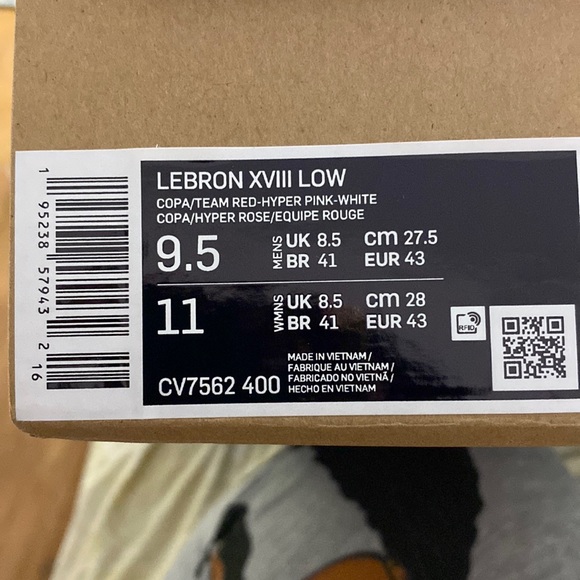 LEBRON XVIII LOW
COPA/TEAM RED-HYPER PINK-WHITE
COPA/HYPER ROSE/EQUIPE ROUGE
9.5 MENS UK 8.5 cm 27.5
BR 41 EUR 43
11 WMNS UK 8.5 cm 28
BR 41 EUR 43
RFID
CV7562 400
MADE IN VIETNAM /
FABRIQUE AU VIETNAM /
FABRICADO NO VIETNÃ /
HECHO EN VIETNAM
1 95238 57943 2 16